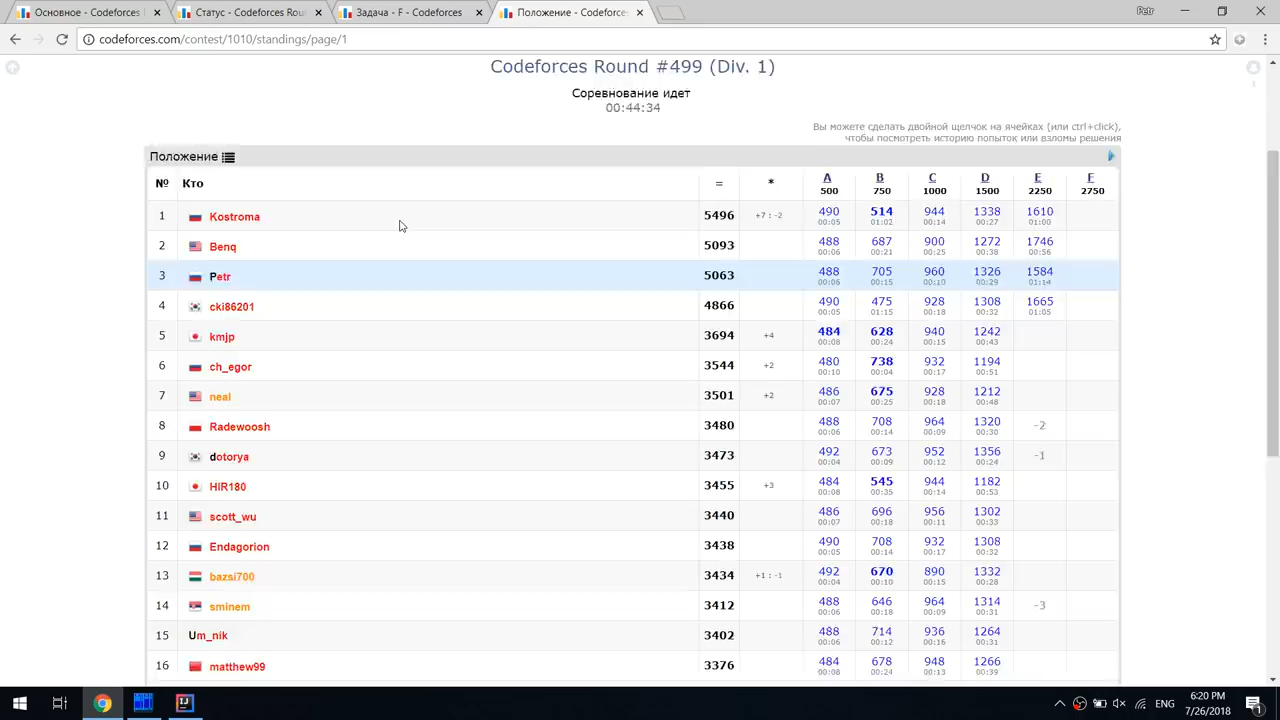 Основное - Codeforces
Статус - Codeforces Rou
Задача - F - Codeforces
Положение - Codeforces
Petr
codeforces.com/contest/1010/standings/page/1
Codeforces Round #499 (Div. 1)
Соревнование идет
00:44:34
Вы можете сделать двойной щелчок на ячейках (или ctrl+click),
чтобы посмотреть историю попыток или взломы решения
Положение
№ Кто = * A B C D E F
500 750 1000 1500 2250 2750
1 Kostroma 5496 +7 : -2 490 514 944 1338 1610
00:05 01:02 00:14 00:27 01:00
2 Benq 5093 488 687 900 1272 1746
00:06 00:21 00:25 00:38 00:56
3 Petr 5063 488 705 960 1326 1584
00:06 00:15 00:10 00:29 01:14
4 cki86201 4866 490 475 928 1308 1665
00:05 01:15 00:18 00:32 01:05
5 kmjp 3694 +4 484 628 940 1242
00:08 00:24 00:15 00:43
6 ch_egor 3544 +2 480 738 932 1194
00:10 00:04 00:17 00:51
7 neal 3501 +2 486 675 928 1212
00:07 00:25 00:18 00:48
8 Radewoosh 3480 488 708 964 1320 -2
00:06 00:14 00:09 00:30
9 dotorya 3473 492 673 952 1356 -1
00:04 00:09 00:12 00:24
10 HIR180 3455 +3 484 545 944 1182
00:08 00:35 00:14 00:53
11 scott_wu 3440 486 696 956 1302
00:07 00:18 00:11 00:33
12 Endagorion 3438 490 708 932 1308
00:05 00:14 00:17 00:32
13 bazsi700 3434 +1 : -1 492 670 890 1332
00:04 00:10 00:15 00:28
14 sminem 3412 488 646 964 1314 -3
00:06 00:18 00:09 00:31
15 Um_nik 3402 488 714 936 1264
00:06 00:12 00:16 00:31
16 matthew99 3376 484 678 948 1266
00:08 00:24 00:13 00:39
ENG
6:20 PM
7/26/2018